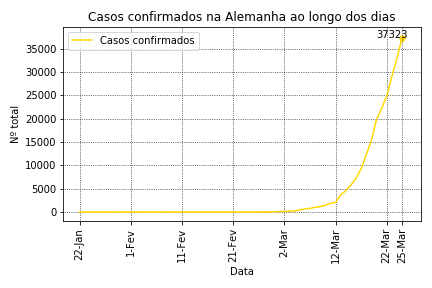 Casos confirmados na Alemanha ao longo dos dias
Casos confirmados
37323
35000
30000
25000
20000
15000
10000
5000
0
Nº total
22-Jan
1-Fev
11-Fev
21-Fev
2-Mar
12-Mar
22-Mar
25-Mar
Data